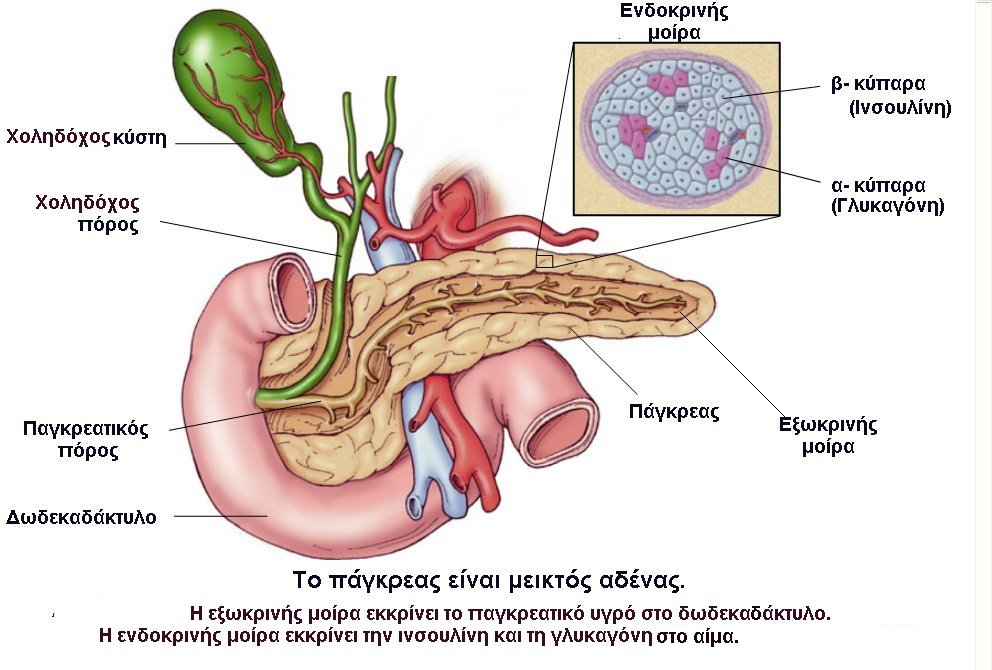 Ενδοκρινής
μοίρα
β- κύπαρα
(Ινσουλίνη)
Χοληδόχος κύστη
α- κύπαρα
(Γλυκαγόνη)
Χοληδόχος
πόρος
Πάγκρεας
Εξωκρινής
μοίρα
Παγκρεατικός
πόρος
Δωδεκαδάκτυλο
Το πάγκρεας είναι μεικτός αδένας.
Η εξωκρινής μοίρα εκκρίνει το παγκρεατικό υγρό στο δωδεκαδάκτυλο.
Η ενδοκρινής μοίρα εκκρίνει την ινσουλίνη και τη γλυκαγόνη στο αίμα.